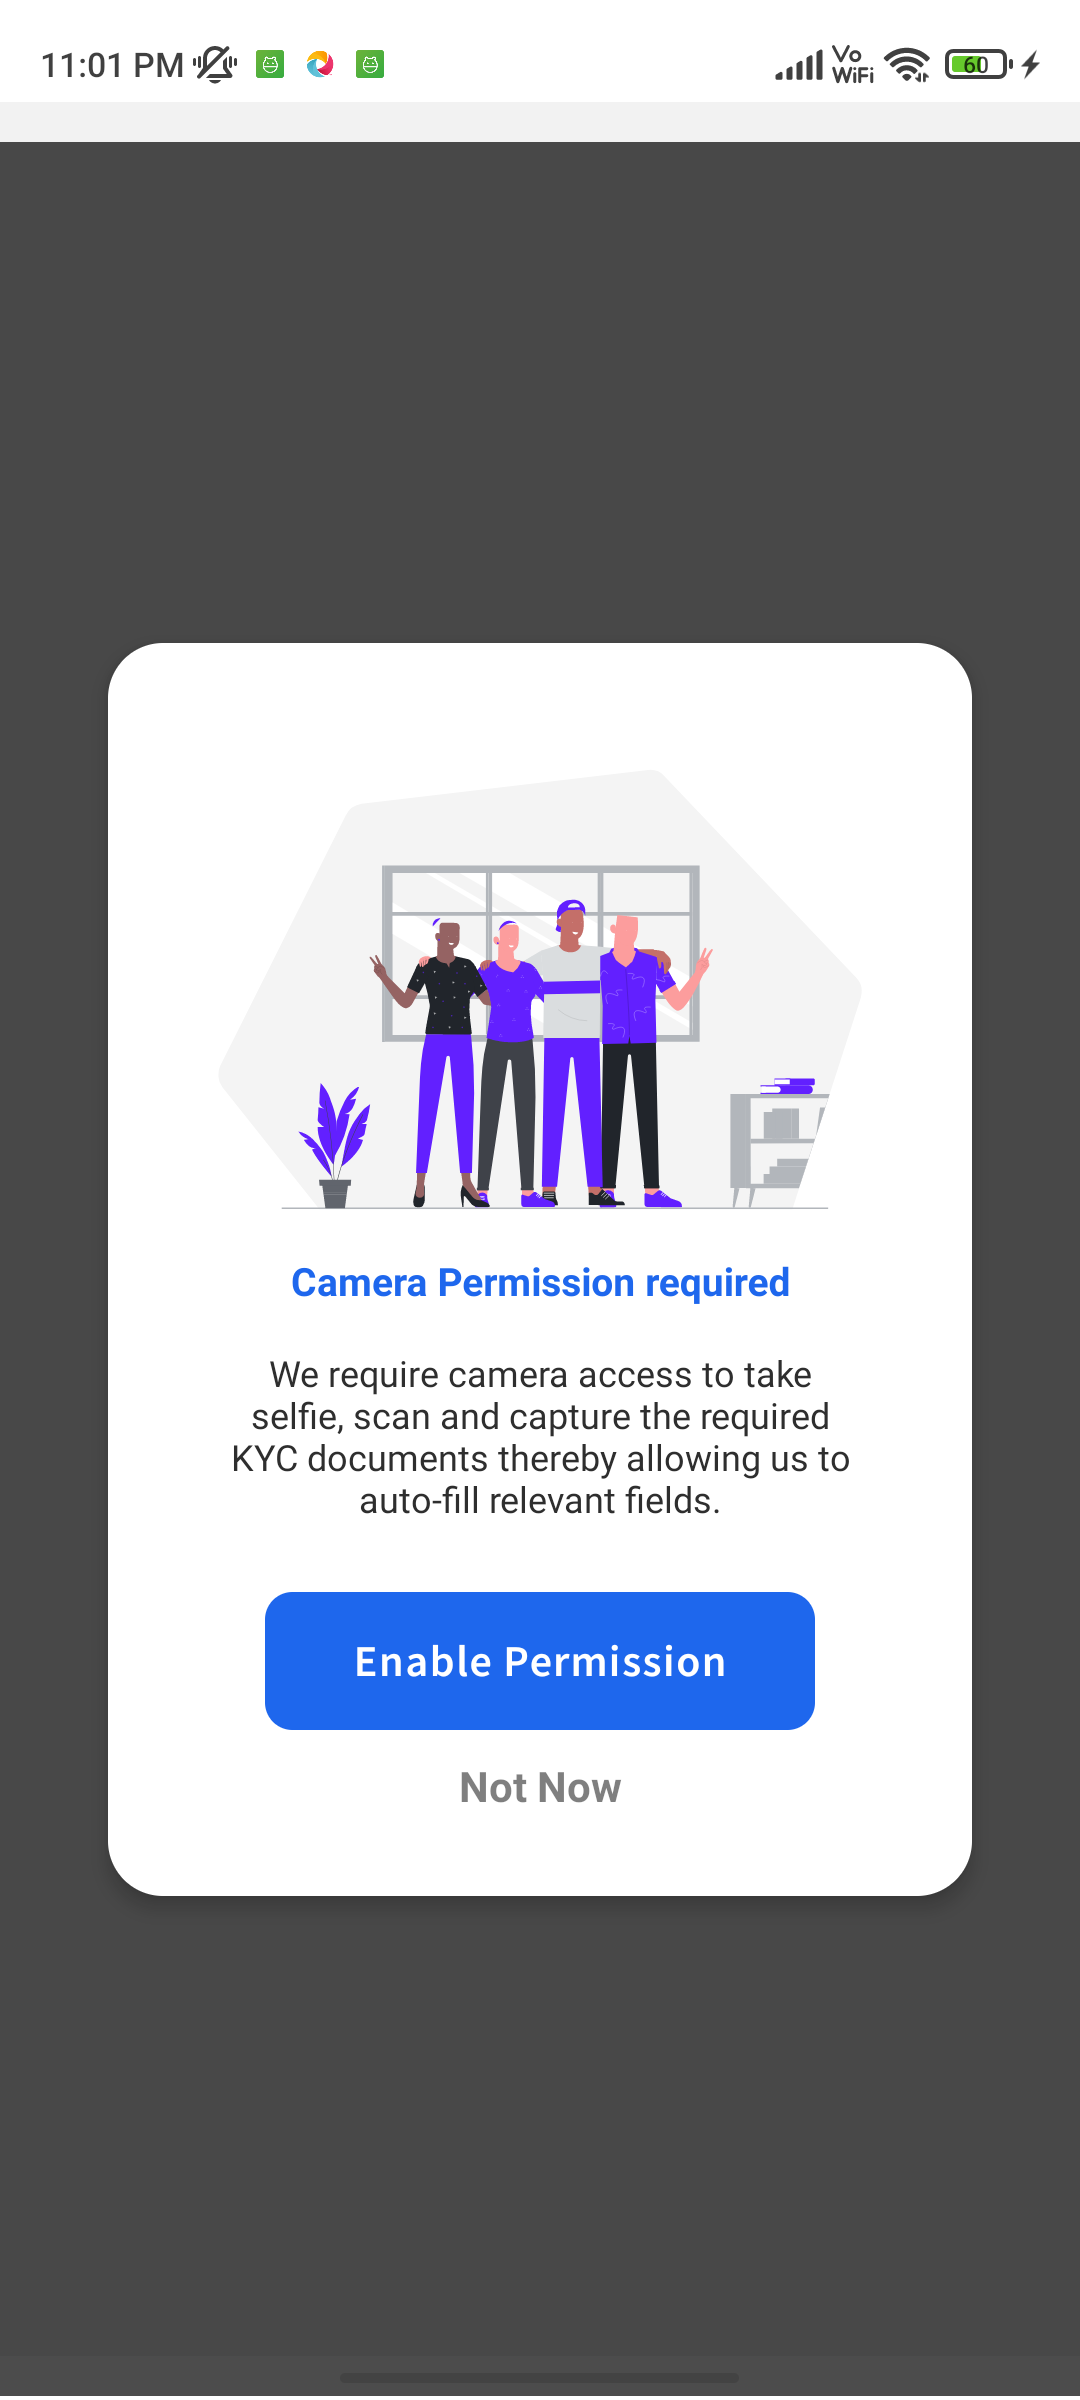 11:01 PM
Vo
WiFi
60
Camera Permission required
We require camera access to take
selfie, scan and capture the required
KYC documents thereby allowing us to
auto-fill relevant fields.
Enable Permission
Not Now